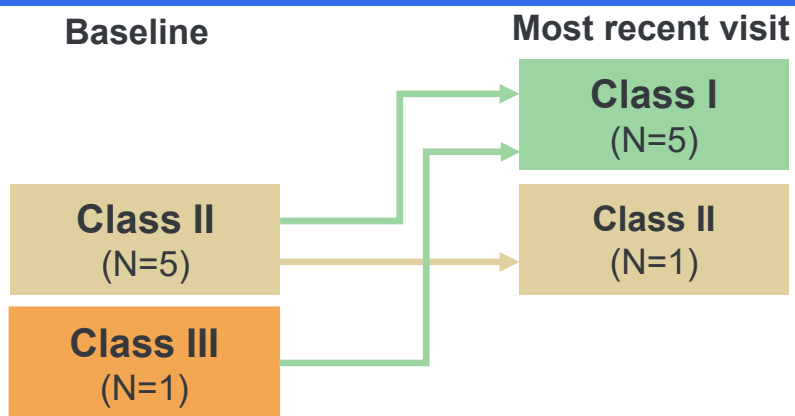 Baseline
Most recent visit
Class I
(N=5)
Class II
(N=5)
Class II
(N=1)
Class III
(N=1)